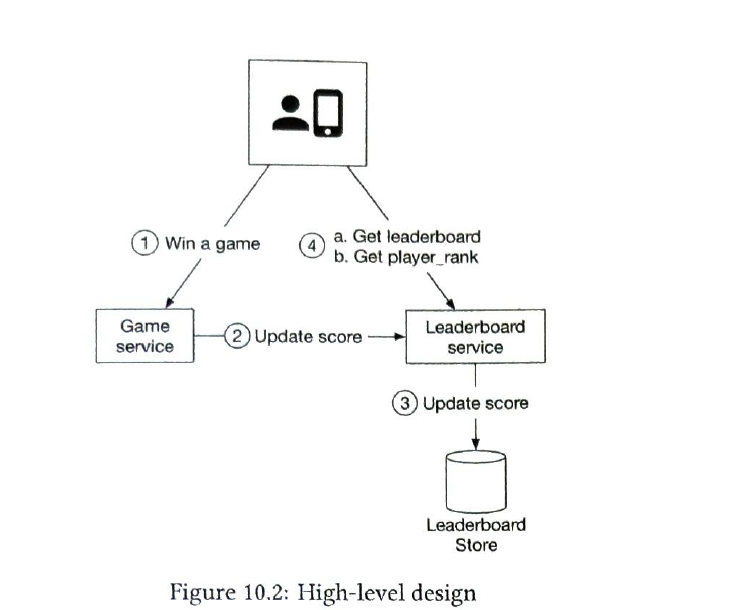 1 Win a game
4 a. Get leaderboard
b. Get player_rank
Game
service
2 Update score
Leaderboard
service
3 Update score
Leaderboard
Store
Figure 10.2: High-level design